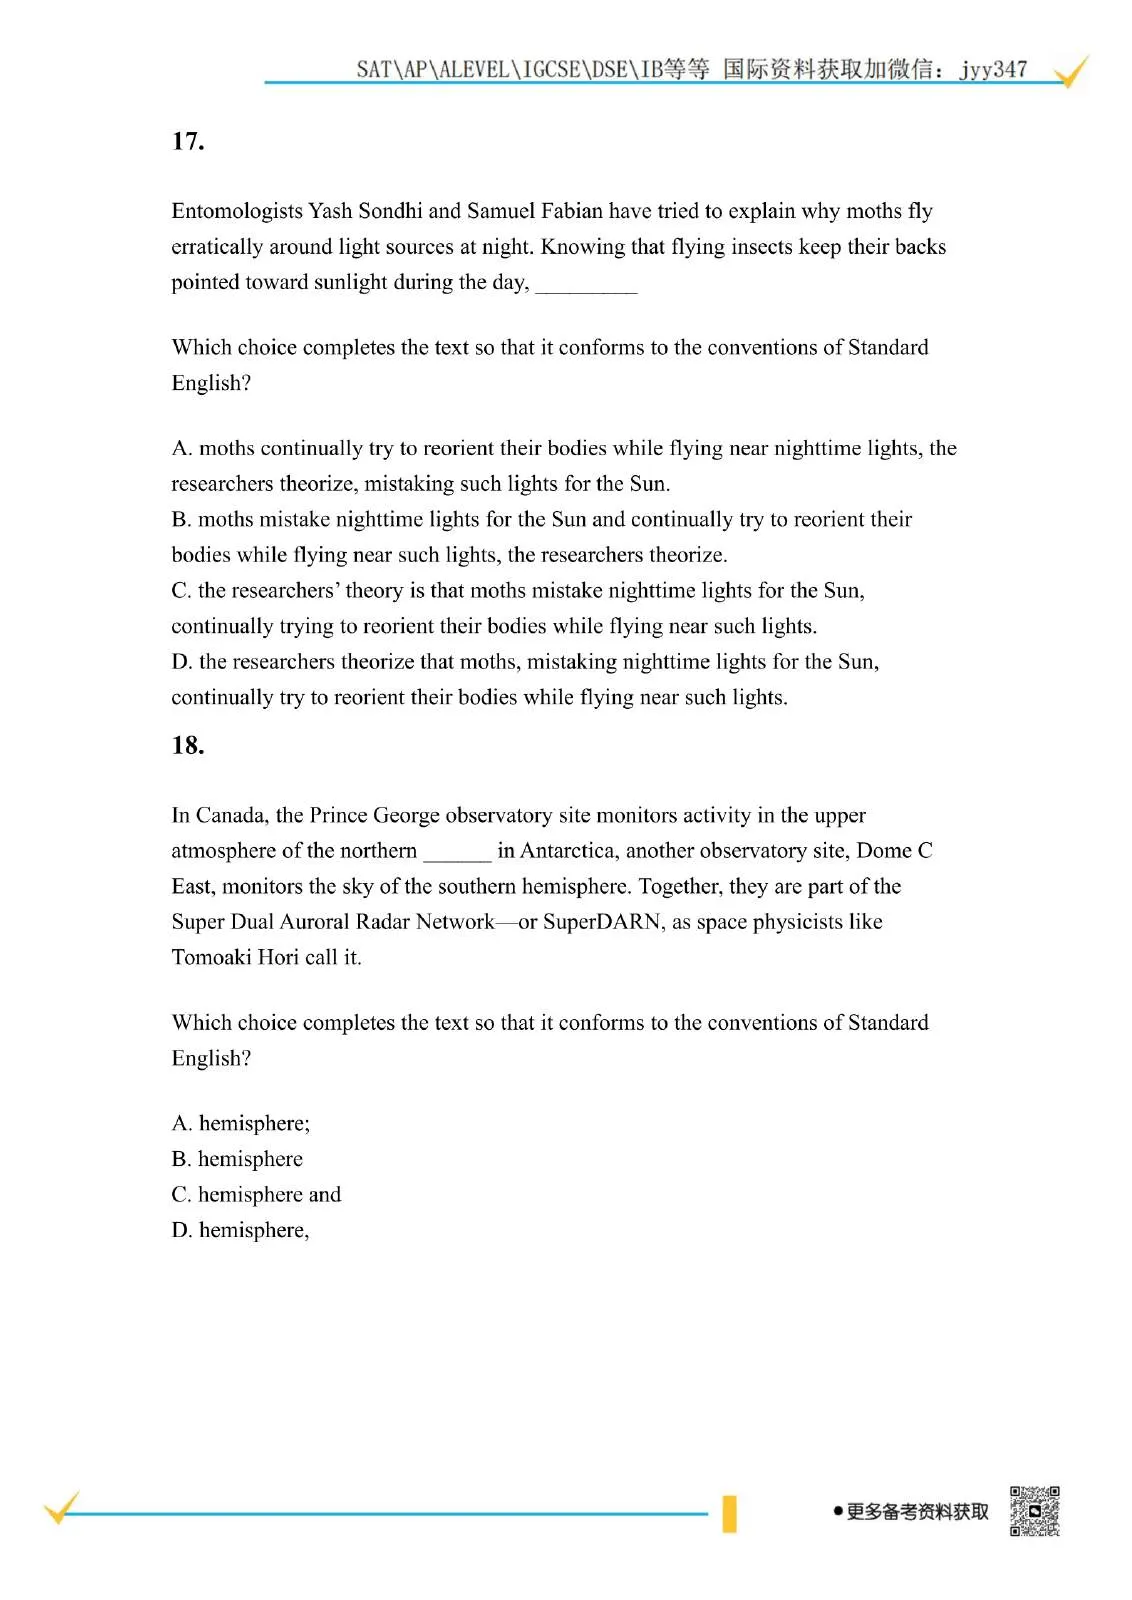 SAT\AP\ALEVEL\IGCSE\DSE\IB等等 国际资料获取加微信：jyy347
17.
Entomologists Yash Sondhi and Samuel Fabian have tried to explain why moths fly
erratically around light sources at night. Knowing that flying insects keep their backs
pointed toward sunlight during the day, _________
Which choice completes the text so that it conforms to the conventions of Standard
English?
A. moths continually try to reorient their bodies while flying near nighttime lights, the
researchers theorize, mistaking such lights for the Sun.
B. moths mistake nighttime lights for the Sun and continually try to reorient their
bodies while flying near such lights, the researchers theorize.
C. the researchers’ theory is that moths mistake nighttime lights for the Sun,
continually trying to reorient their bodies while flying near such lights.
D. the researchers theorize that moths, mistaking nighttime lights for the Sun,
continually try to reorient their bodies while flying near such lights.
18.
In Canada, the Prince George observatory site monitors activity in the upper
atmosphere of the northern ______ in Antarctica, another observatory site, Dome C
East, monitors the sky of the southern hemisphere. Together, they are part of the
Super Dual Auroral Radar Network—or SuperDARN, as space physicists like
Tomoaki Hori call it.
Which choice completes the text so that it conforms to the conventions of Standard
English?
A. hemisphere;
B. hemisphere
C. hemisphere and
D. hemisphere,
●更多备考资料获取